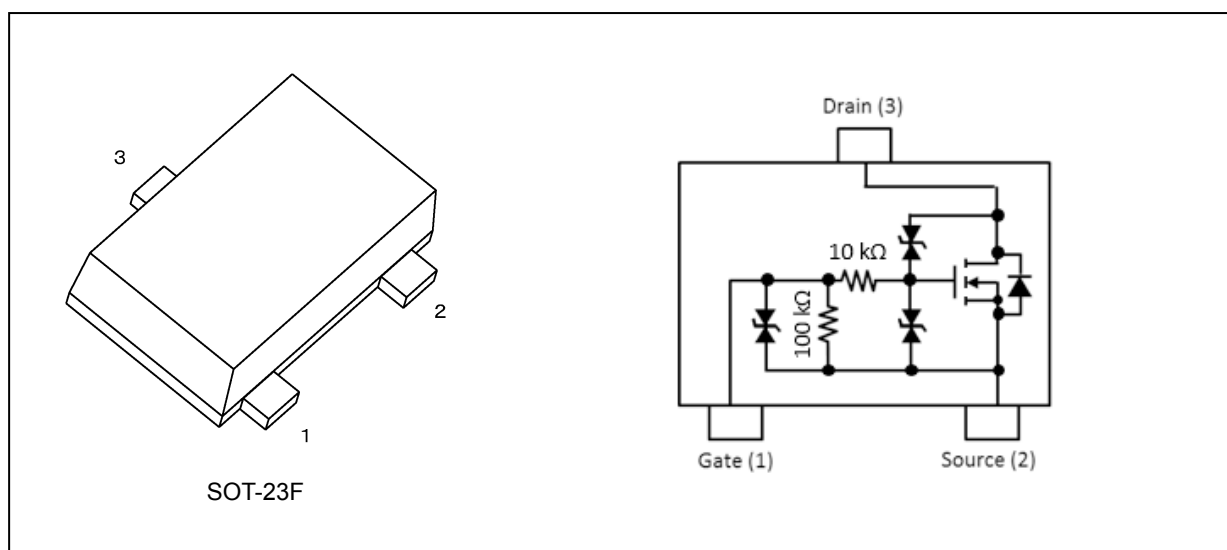 3
2
1
SOT-23F
Drain (3)
10 kΩ
100 kΩ
Gate (1)
Source (2)